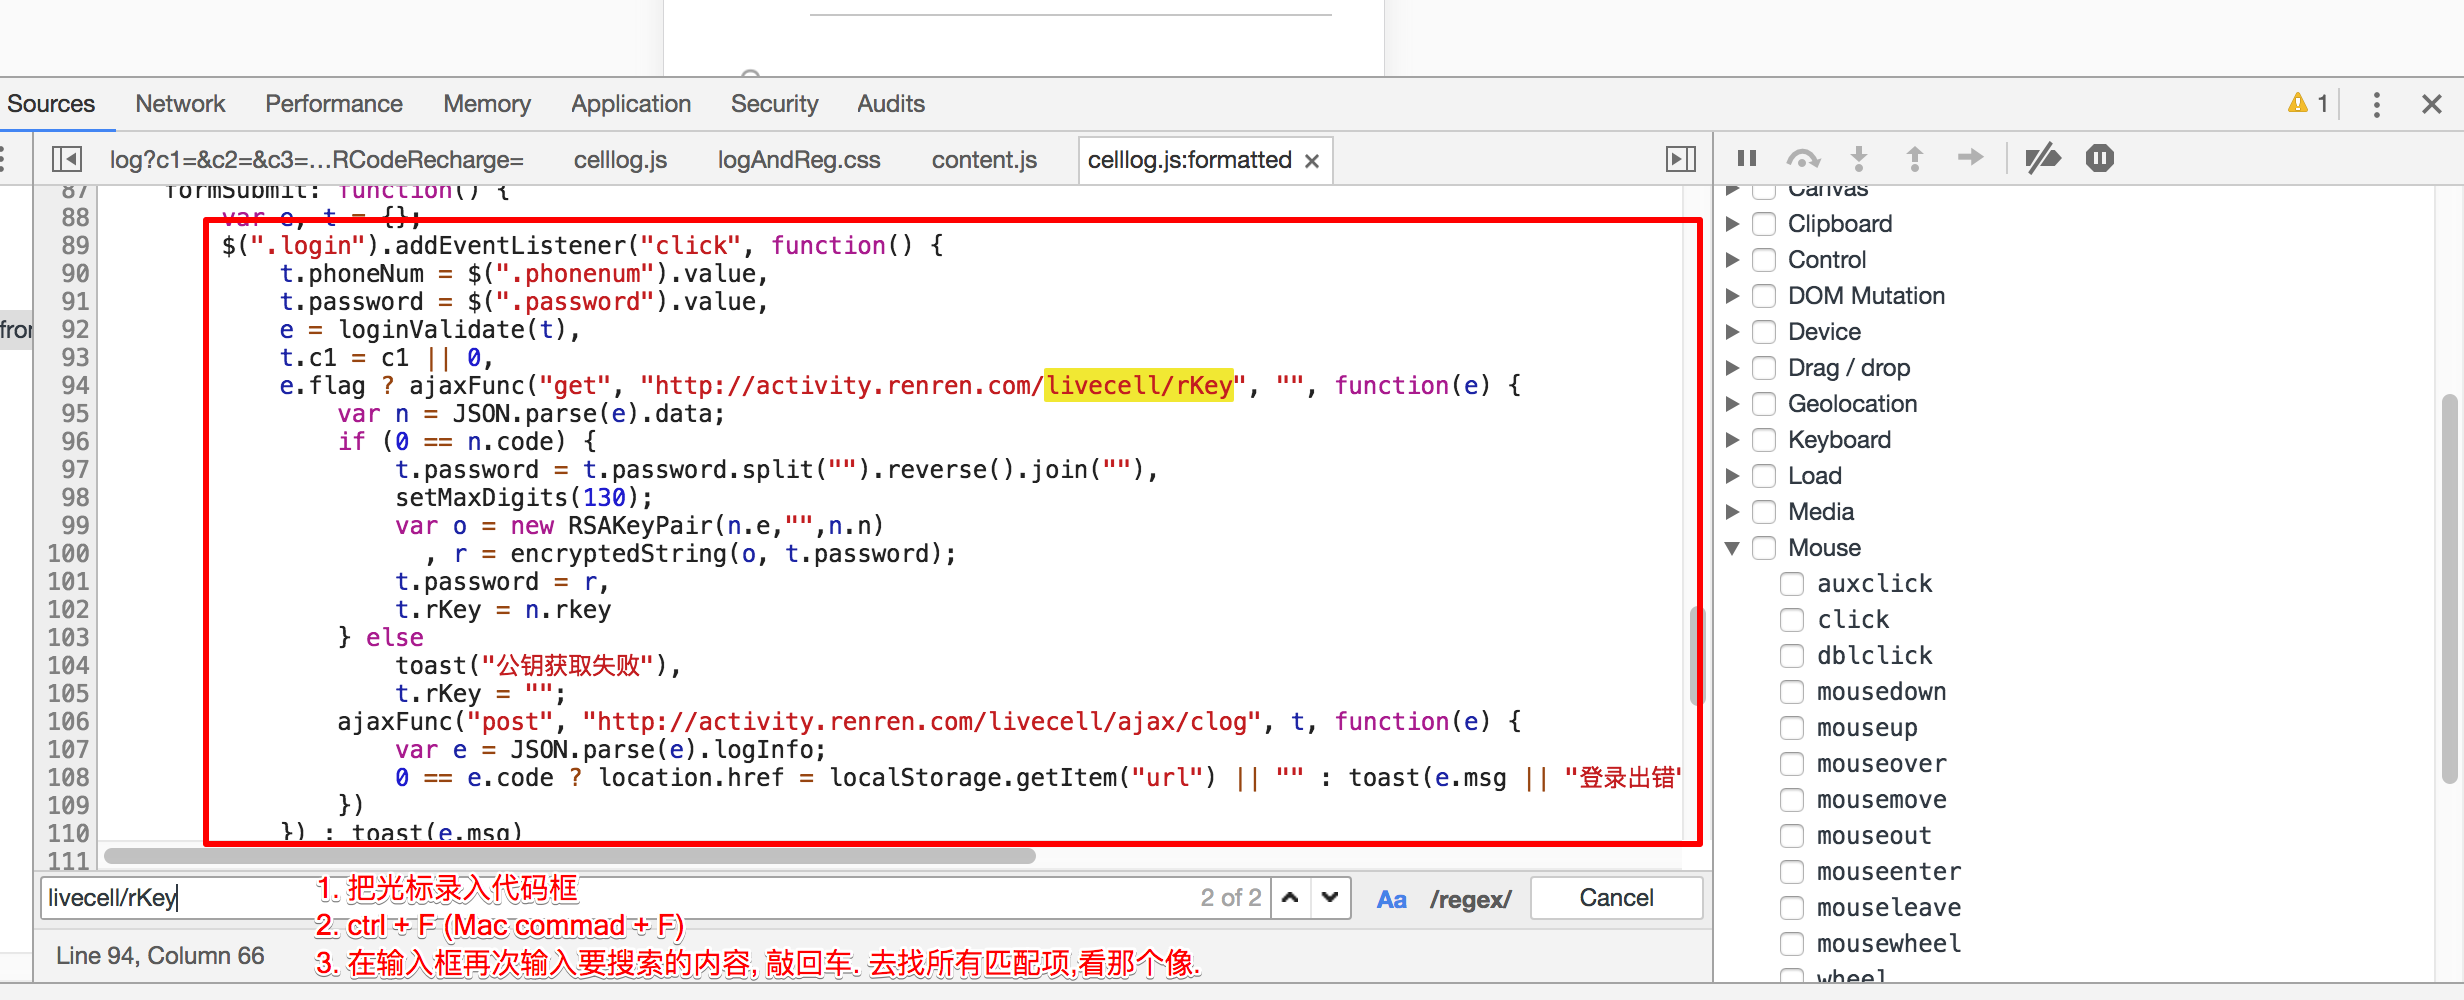 Sources Network Performance Memory Application Security Audits 1
log?c1=&c2=&c3=…RCodeRecharge= celllog.js logAndReg.css content.js celllog.js:formatted
87 formSubmit: function() {
88 var e, t = {};
89 $(".login").addEventListener("click", function() {
90 t.phoneNum = $(".phonenum").value,
91 t.password = $(".password").value,
92 e = loginValidate(t),
93 t.c1 = c1 || 0,
94 e.flag ? ajaxFunc("get", "http://activity.renren.com/livecell/rKey", "", function(e) {
95 var n = JSON.parse(e).data;
96 if (0 == n.code) {
97 t.password = t.password.split("").reverse().join(""),
98 setMaxDigits(130);
99 var o = new RSAKeyPair(n.e,"",n.n)
100 , r = encryptedString(o, t.password);
101 t.password = r,
102 t.rKey = n.rkey
103 } else
104 toast("公钥获取失败"),
105 t.rKey = "";
106 ajaxFunc("post", "http://activity.renren.com/livecell/ajax/clog", t, function(e) {
107 var e = JSON.parse(e).logInfo;
108 0 == e.code ? location.href = localStorage.getItem("url") || "" : toast(e.msg || "登录出错"
109 })
110 }) : toast(e.msg)
111
fron
livecell/rKey 2 of 2 Aa /regex/ Cancel
1. 把光标录入代码框
2. ctrl + F (Mac commad + F)
3. 在输入框再次输入要搜索的内容, 敲回车. 去找所有匹配项,看那个像.
Line 94, Column 66
Canvas
Clipboard
Control
DOM Mutation
Device
Drag / drop
Geolocation
Keyboard
Load
Media
Mouse
auxclick
click
dblclick
mousedown
mouseup
mouseover
mousemove
mouseout
mouseenter
mouseleave
mousewheel
wheel